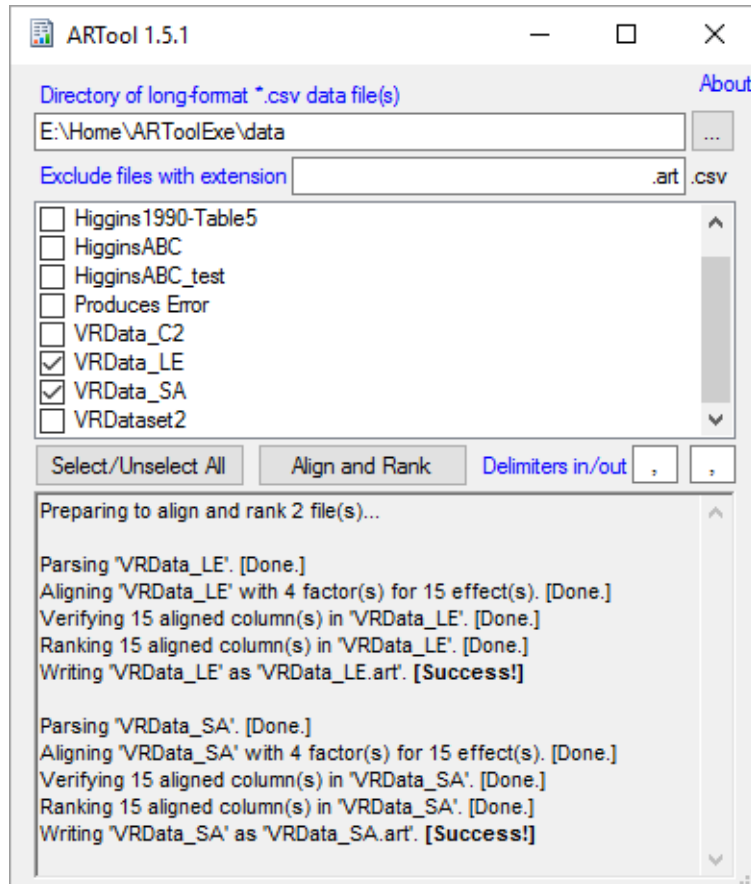 ARTool 1.5.1
About
Directory of long-format *.csv data file(s)
E:\Home\ARToolExe\data ...
Exclude files with extension .art .csv
Higgins1990-Table5
HigginsABC
HigginsABC_test
Produces Error
VRData_C2
VRData_LE
VRData_SA
VRDataset2
Select/Unselect All Align and Rank Delimiters in/out , ,
Preparing to align and rank 2 file(s)...
Parsing 'VRData_LE'. [Done.]
Aligning 'VRData_LE' with 4 factor(s) for 15 effect(s). [Done.]
Verifying 15 aligned column(s) in 'VRData_LE'. [Done.]
Ranking 15 aligned column(s) in 'VRData_LE'. [Done.]
Writing 'VRData_LE' as 'VRData_LE.art'. [Success!]
Parsing 'VRData_SA'. [Done.]
Aligning 'VRData_SA' with 4 factor(s) for 15 effect(s). [Done.]
Verifying 15 aligned column(s) in 'VRData_SA'. [Done.]
Ranking 15 aligned column(s) in 'VRData_SA'. [Done.]
Writing 'VRData_SA' as 'VRData_SA.art'. [Success!]